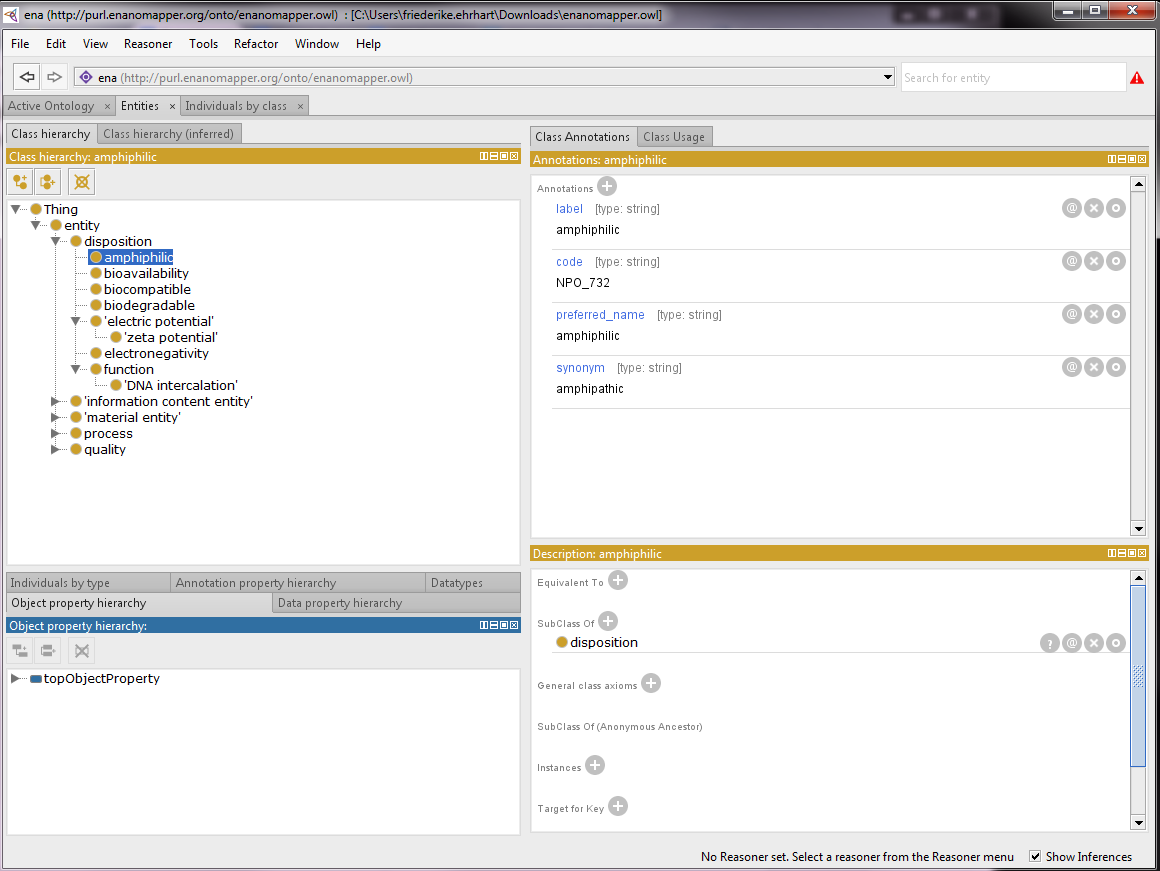 ena (http://purl.enanomapper.org/onto/enanomapper.owl) : [C:\Users\friederike.ehrhart\Downloads\enanomapper.owl]
File Edit View Reasoner Tools Refactor Window Help
ena (http://purl.enanomapper.org/onto/enanomapper.owl)
Search for entity
Active Ontology × Entities × Individuals by class ×
Class hierarchy Class hierarchy (inferred)
Class hierarchy: amphiphilic
Thing
entity
disposition
amphiphilic
bioavailability
biocompatible
biodegradable
'electric potential'
'zeta potential'
electronegativity
function
'DNA intercalation'
'information content entity'
'material entity'
process
quality
Individuals by type Annotation property hierarchy Datatypes
Object property hierarchy Data property hierarchy
Object property hierarchy:
topObjectProperty
Class Annotations Class Usage
Annotations: amphiphilic
Annotations
label [type: string]
amphiphilic
code [type: string]
NPO_732
preferred_name [type: string]
amphiphilic
synonym [type: string]
amphipathic
Description: amphiphilic
Equivalent To
SubClass Of
disposition
General class axioms
SubClass Of (Anonymous Ancestor)
Instances
Target for Key
No Reasoner set. Select a reasoner from the Reasoner menu Show Inferences